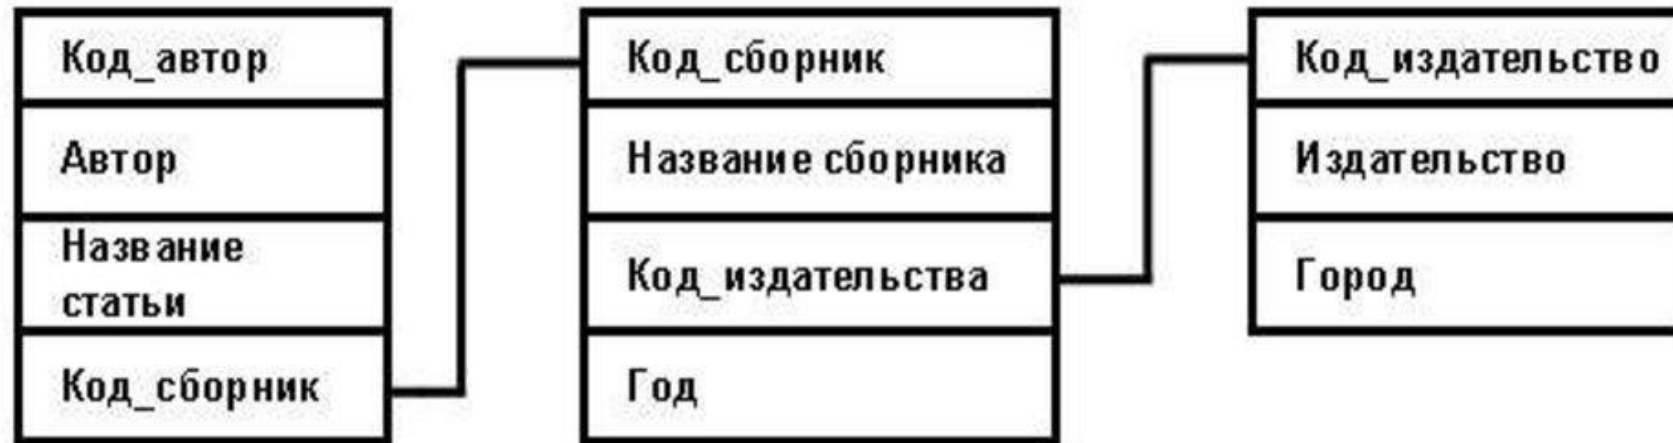 Код_автор
Автор
Название
статьи
Код_сборник
Код_сборник
Название сборника
Код_издательства
Год
Код_издательство
Издательство
Город